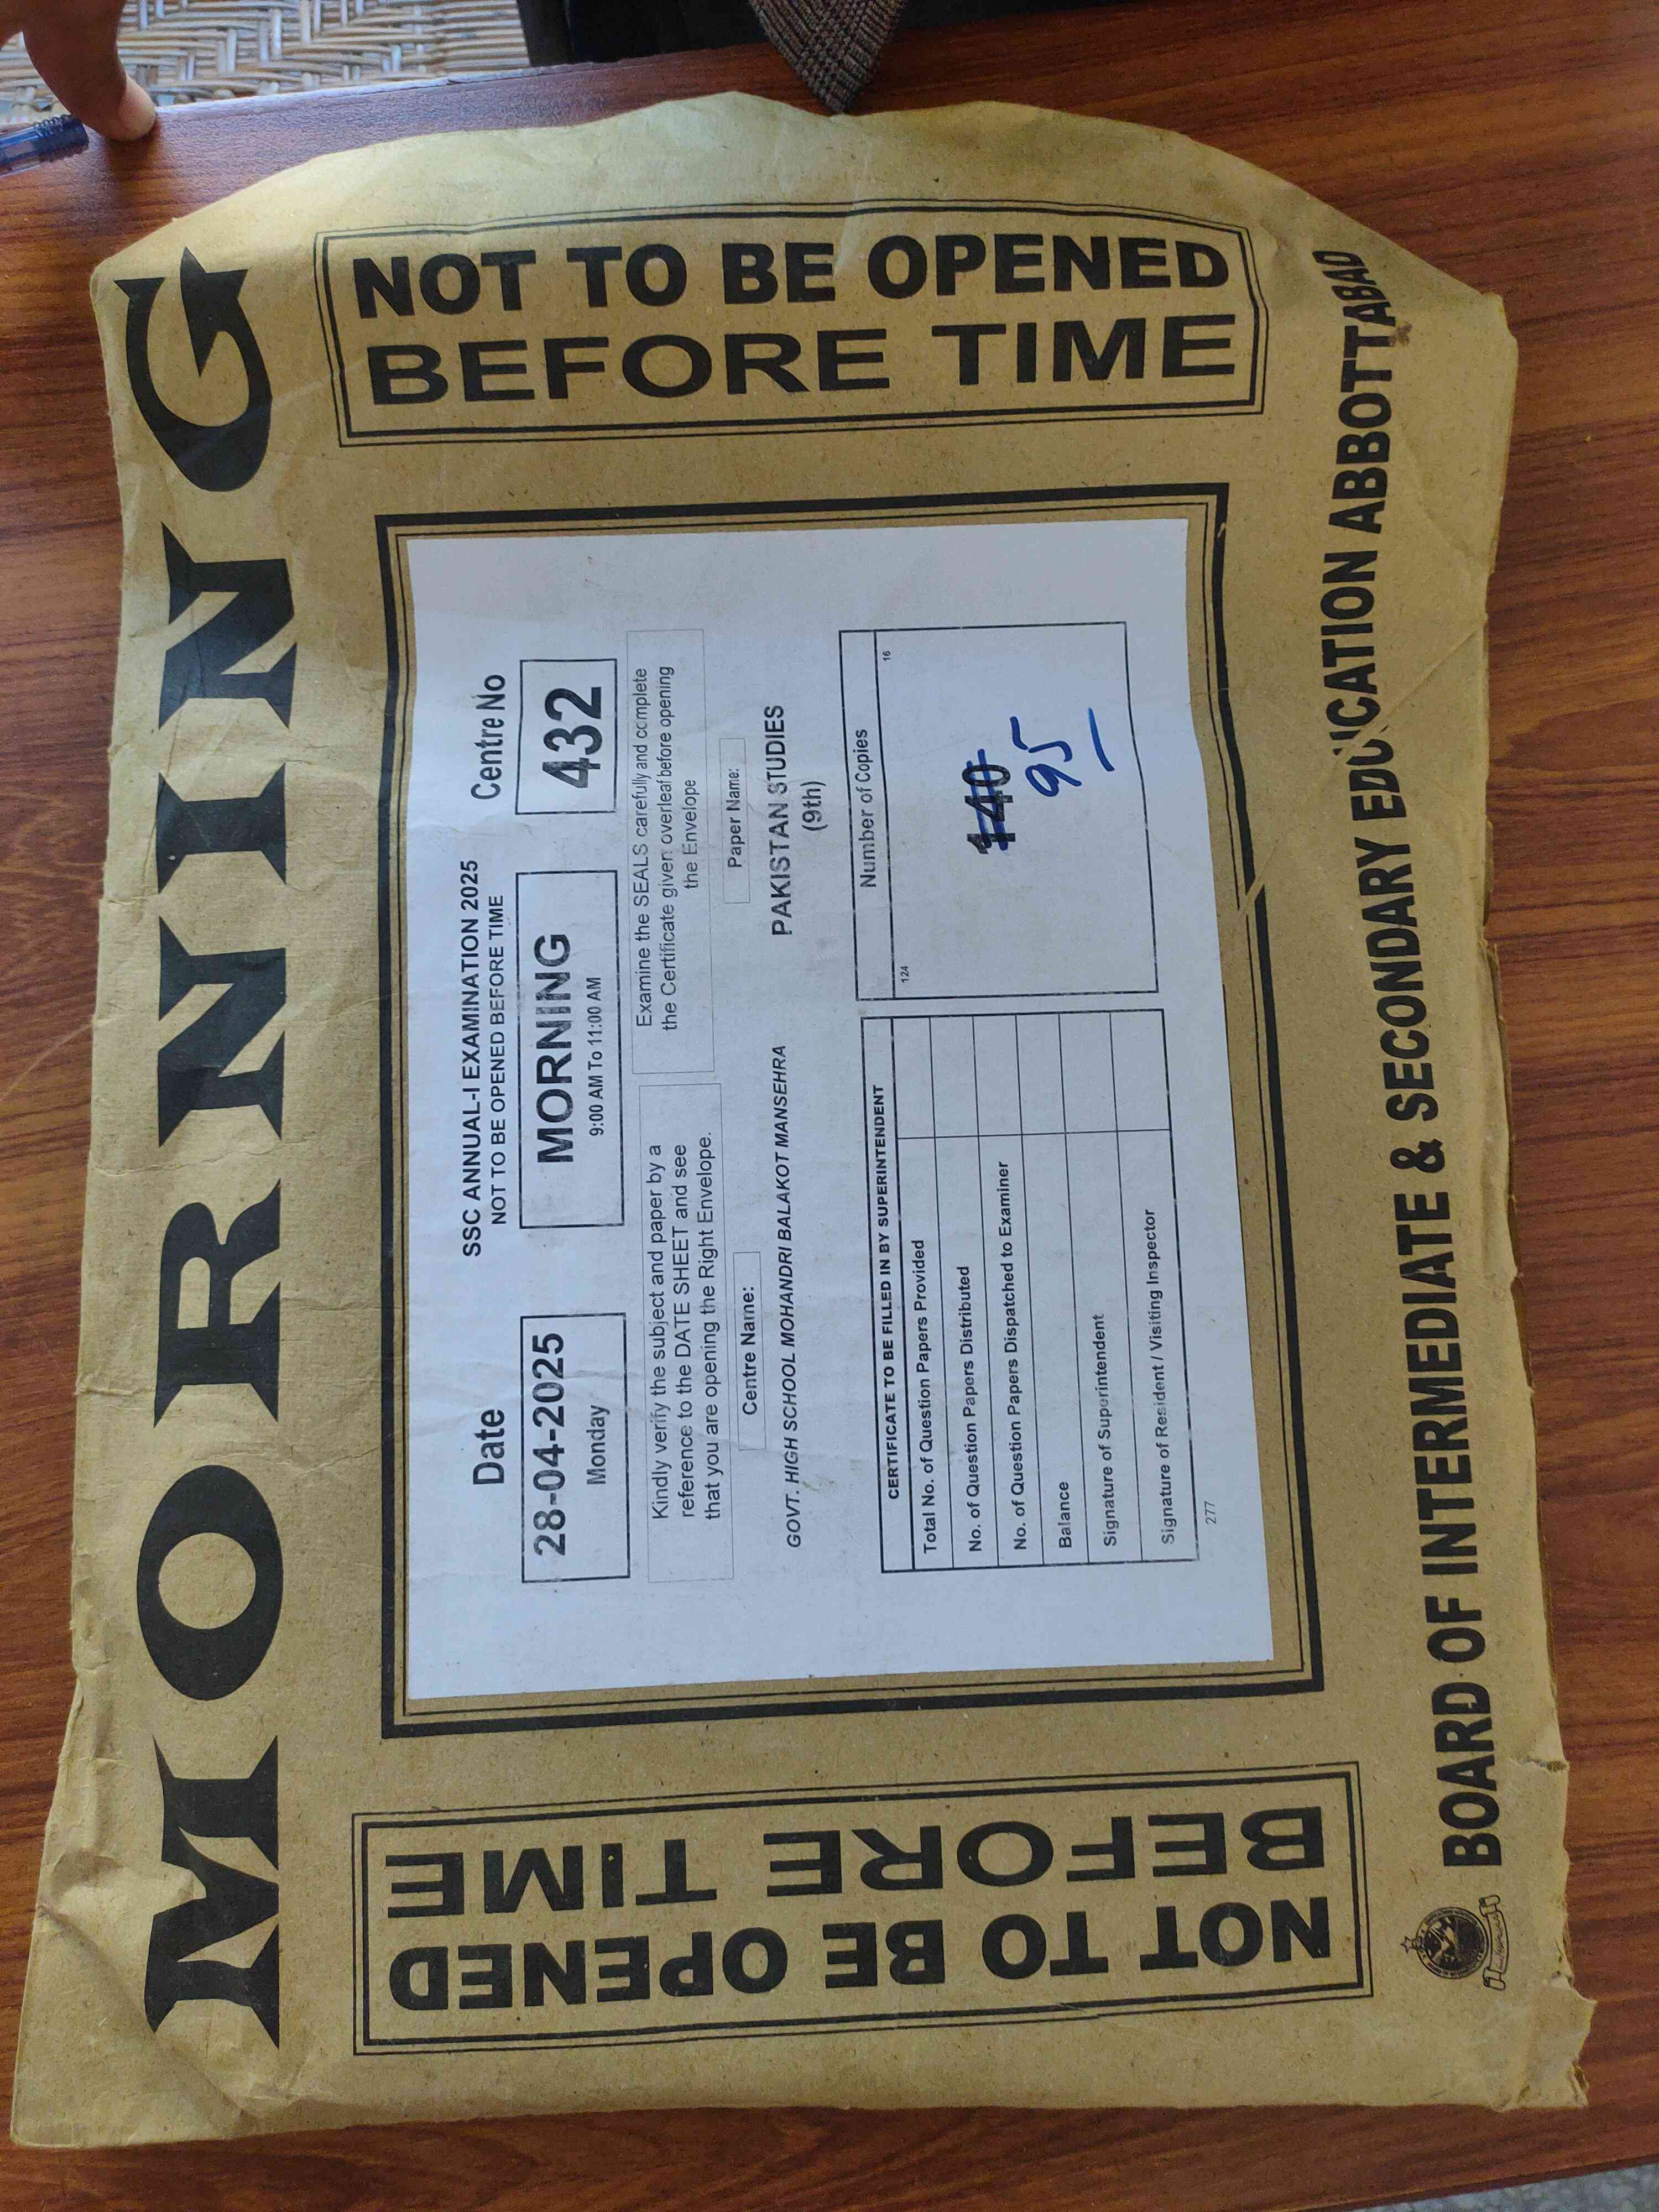 MORNING
NOT TO BE OPENED
BEFORE TIME
SSC ANNUAL-I EXAMINATION 2025
NOT TO BE OPENED BEFORE TIME
Date
28-04-2025
Monday
MORNING
9:00 AM To 11:00 AM
Centre No
432
Kindly verify the subject and paper by a
reference to the DATE SHEET and see
that you are opening the Right Envelope.
Examine the SEALS carefully and complete
the Certificate given overleaf before opening
the Envelope
Centre Name:
GOVT. HIGH SCHOOL MOHANDRI BALAKOT MANSEHRA
Paper Name:
PAKISTAN STUDIES
(9th)
CERTIFICATE TO BE FILLED IN BY SUPERINTENDENT
Total No. of Question Papers Provided
No. of Question Papers Distributed
No. of Question Papers Dispatched to Examiner
Balance
Signature of Superintendent
Signature of Resident / Visiting Inspector
277
Number of Copies
124 16
140
95
NOT TO BE OPENED
BEFORE TIME
BOARD OF INTERMEDIATE & SECONDARY EDUCATION ABBOTTABAD